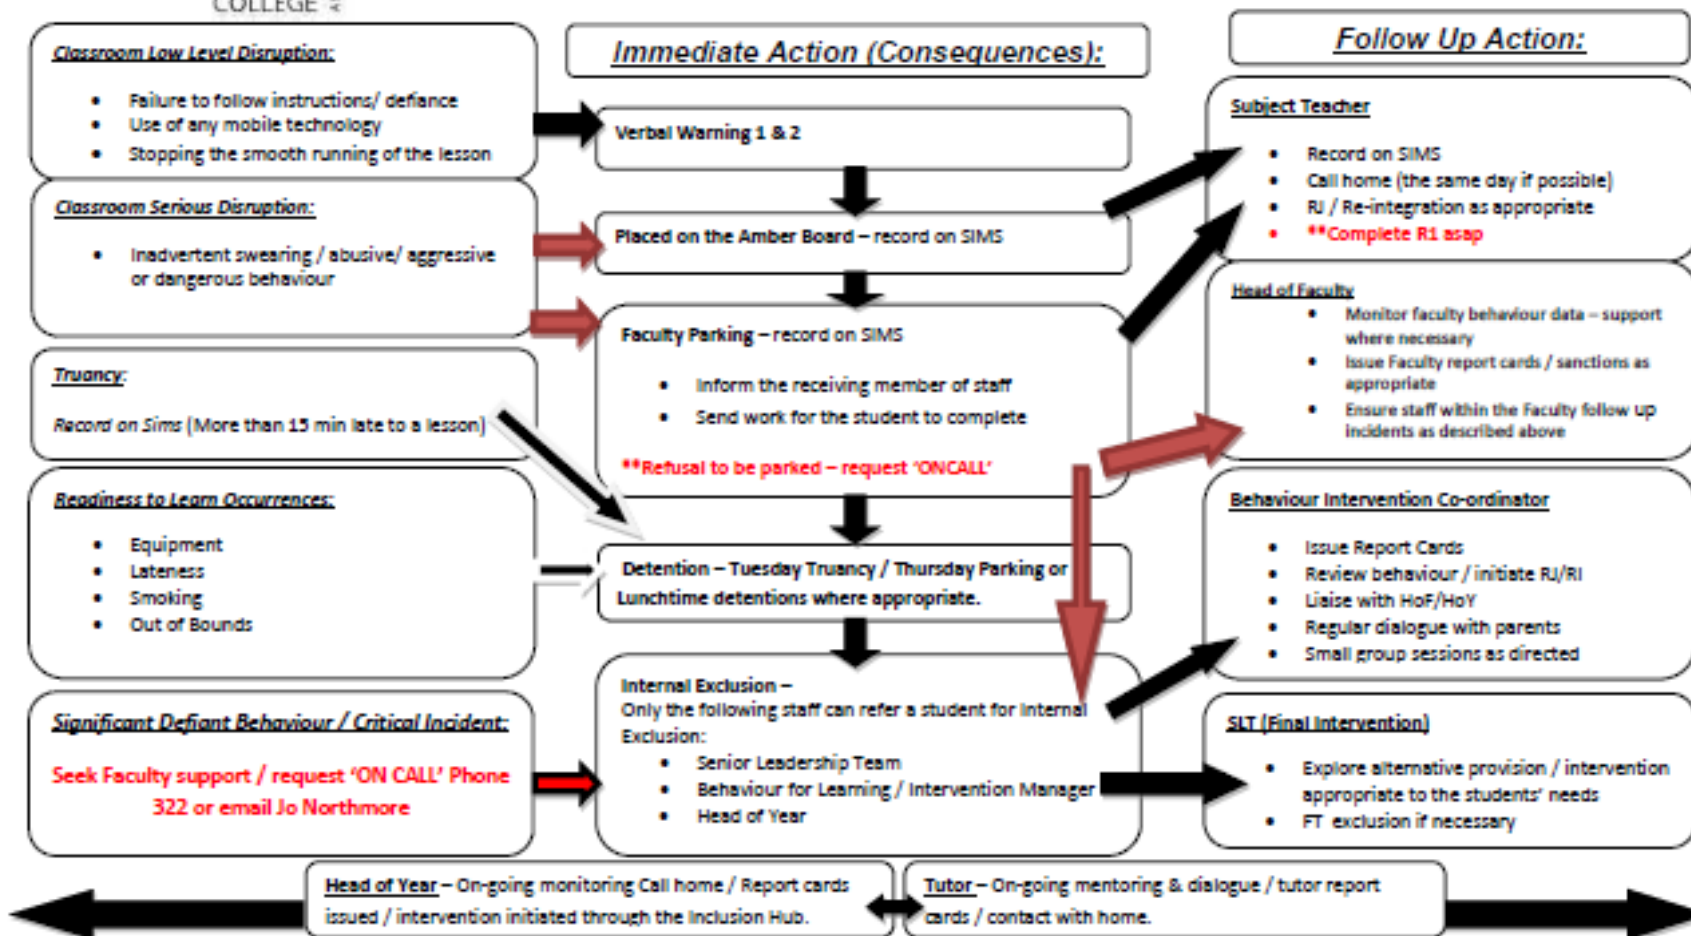 COLLEGE
Classroom Low Level Disruption:
• Failure to follow instructions/ defiance
• Use of any mobile technology
• Stopping the smooth running of the lesson
Classroom Serious Disruption:
• Inadvertent swearing / abusive/ aggressive
or dangerous behaviour
Truancy:
Record on Sims (More than 15 min late to a lesson)
Readiness to Learn Occurrences:
• Equipment
• Lateness
• Smoking
• Out of Bounds
Significant Defiant Behaviour / Critical Incident:
Seek Faculty support / request ‘ON CALL’ Phone
322 or email Jo Northmore
Immediate Action (Consequences):
Verbal Warning 1 & 2
Placed on the Amber Board – record on SIMS
Faculty Parking – record on SIMS
• Inform the receiving member of staff
• Send work for the student to complete
**Refusal to be parked – request ‘ONCALL’
Detention – Tuesday Truancy / Thursday Parking or
Lunchtime detentions where appropriate.
Internal Exclusion –
Only the following staff can refer a student for Internal
Exclusion:
• Senior Leadership Team
• Behaviour for Learning / Intervention Manager
• Head of Year
Follow Up Action:
Subject Teacher
• Record on SIMS
• Call home (the same day if possible)
• RJ / Re-integration as appropriate
• **Complete R1 asap
Head of Faculty
• Monitor faculty behaviour data – support
where necessary
• Issue Faculty report cards / sanctions as
appropriate
• Ensure staff within the Faculty follow up
incidents as described above
Behaviour Intervention Co-ordinator
• Issue Report Cards
• Review behaviour / initiate RJ/RI
• Liaise with HoF/HoY
• Regular dialogue with parents
• Small group sessions as directed
SLT (Final Intervention)
• Explore alternative provision / intervention
appropriate to the students’ needs
• FT exclusion if necessary
Head of Year – On-going monitoring Call home / Report cards
issued / intervention initiated through the Inclusion Hub.
Tutor – On-going mentoring & dialogue / tutor report
cards / contact with home.